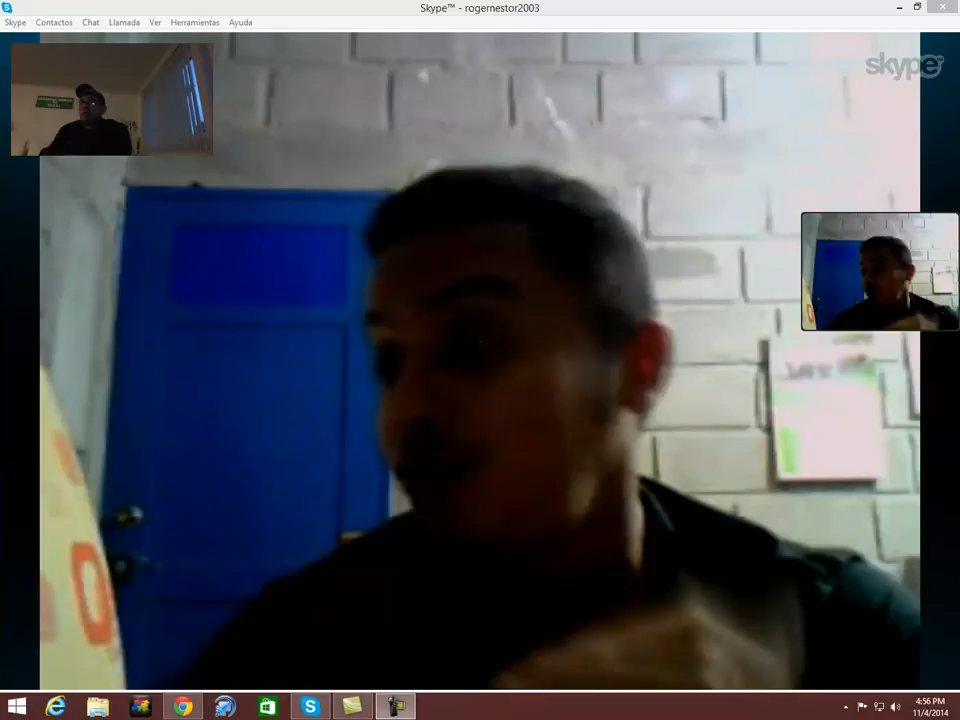 Skype™ - rogernestor2003
Skype Contactos Chat Llamada Ver Herramientas Ayuda
skype
4:56 PM
11/4/2014